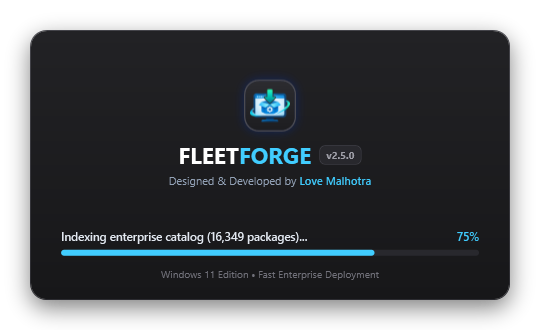 FLEETFORGE v2.5.0
Designed & Developed by Love Malhotra
Indexing enterprise catalog (16,349 packages)... 75%
Windows 11 Edition • Fast Enterprise Deployment